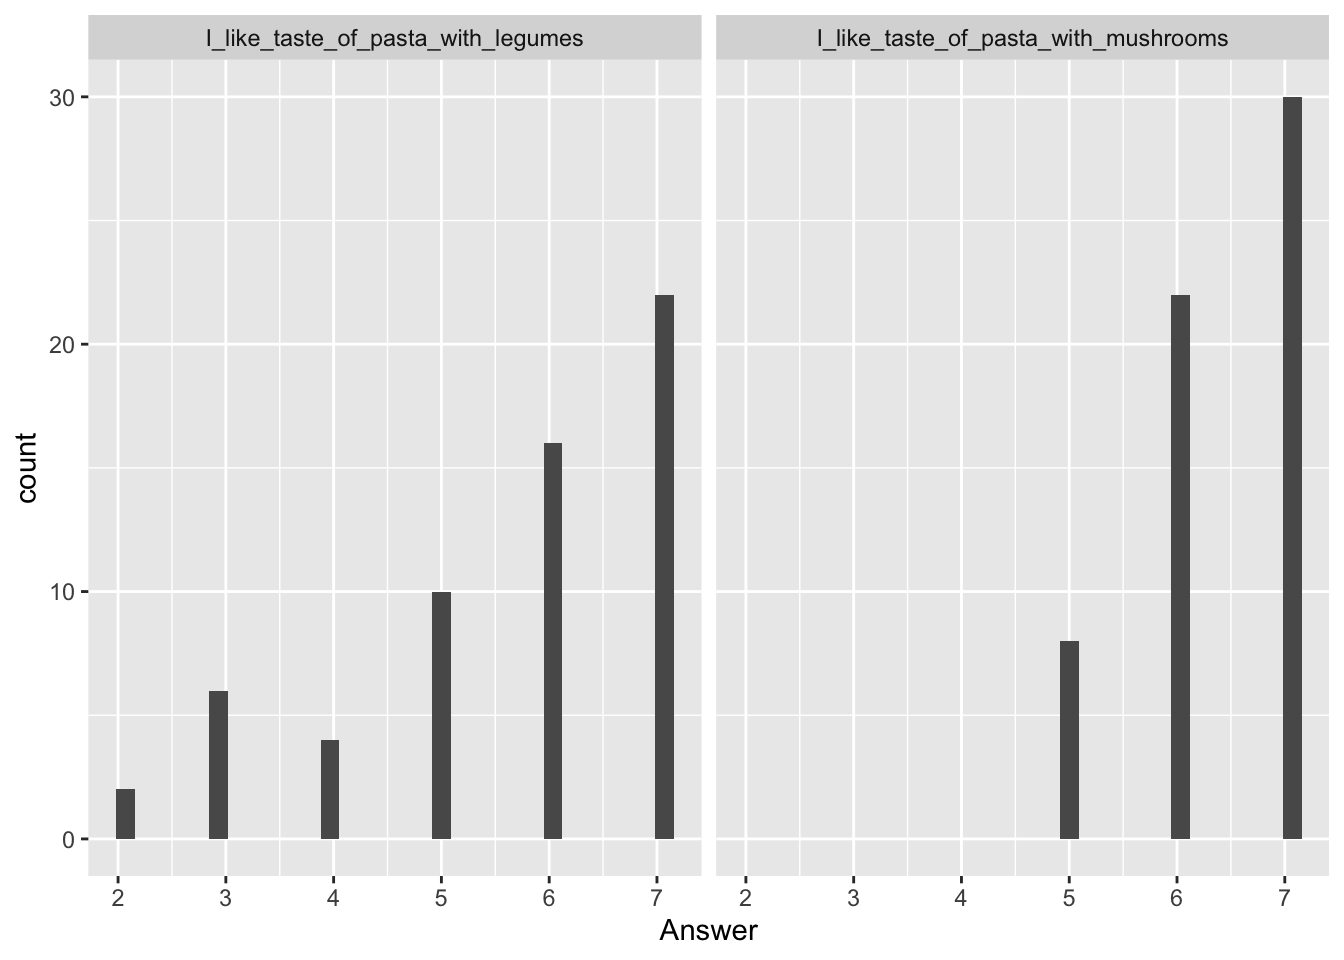 I_like_taste_of_pasta_with_legumes
I_like_taste_of_pasta_with_mushrooms
30
20
10
0
count
2 3 4 5 6 7
2 3 4 5 6 7
Answer